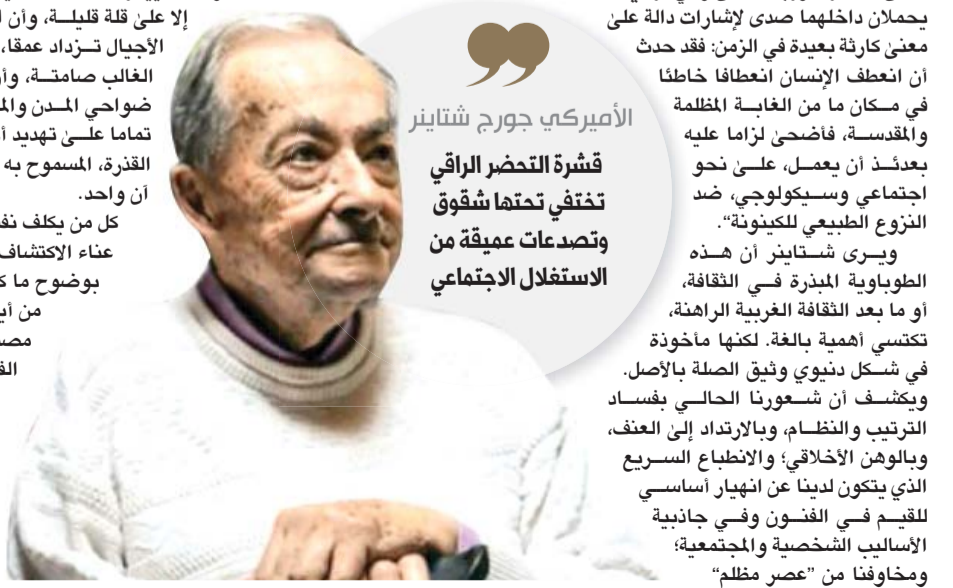 يحملان داخلهما صدى لإشارات دالة على
معنى كارثة بعيدة في الزمن: فقد حدث
أن انعطف الإنسان انعطافا خاطئا
في مكان ما من الغابة المظلمة
والمقدسة، فأضحى لزاما عليه
بعدئذ أن يعمل، على نحو
اجتماعي وسيكولوجي، ضد
النزوع الطبيعي للكينونة“.
ويرى شتاينر أن هذه
الطوباوية المبذرة في الثقافة،
أو ما بعد الثقافة الغربية الراهنة،
تكتسي أهمية بالغة. لكنها مأخوذة
في شكل دنيوي وثيق الصلة بالأصل.
ويكشف أن شعورنا الحالي بفساد
الترتيب والنظام، وبالارتداد إلى العنف،
وبالوهن الأخلاقي؛ والانطباع السريع
الذي يتكون لدينا عن انهيار أساسي
للقيم في الفنون وفي جاذبية
الأساليب الشخصية والمجتمعية؛
ومخاوفنا من ”عصر مظلم“
الأميركي جورج شتاينر
قشرة التحضر الراقي
تختفي تحتها شقوق
وتصدعات عميقة من
الاستغلال الاجتماعي
إلا على قلة قليلة، وأن
الأجيال تزداد عمقا،
الغالب صامتة، وأن
ضواحي المدن
تماما على تهديد
القذرة، المسموح به
آن واحد.
كل من يكلف
عناء الاكتشاف
بوضوح ما
من